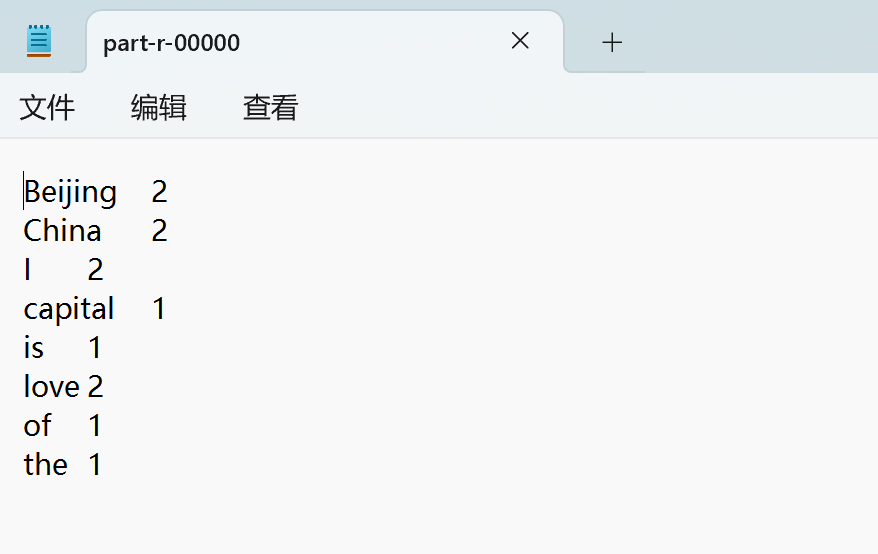 part-r-00000
文件 编辑 查看
Beijing 2
China 2
I 2
capital 1
is 1
love 2
of 1
the 1